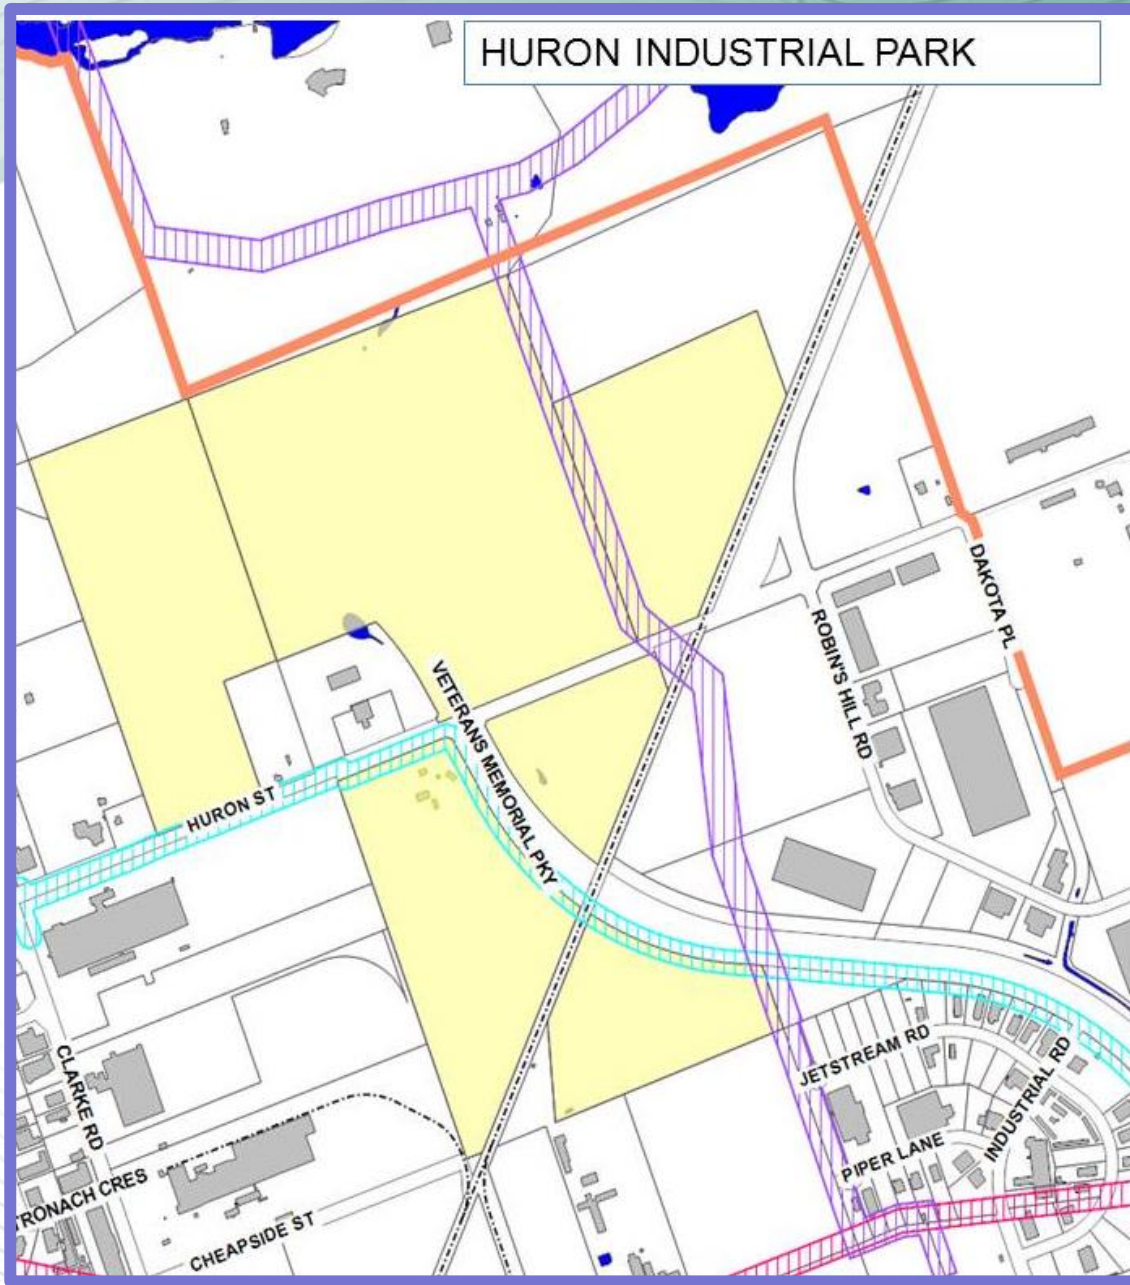 HURON INDUSTRIAL PARK
DAKOTA PL
ROBIN'S HILL RD
VETERANS MEMORIAL PKY
HURON ST
JETSTREAM RD
INDUSTRIAL RD
CLARKE RD
PIPER LANE
TRONACH CRES
CHEAPSIDE ST